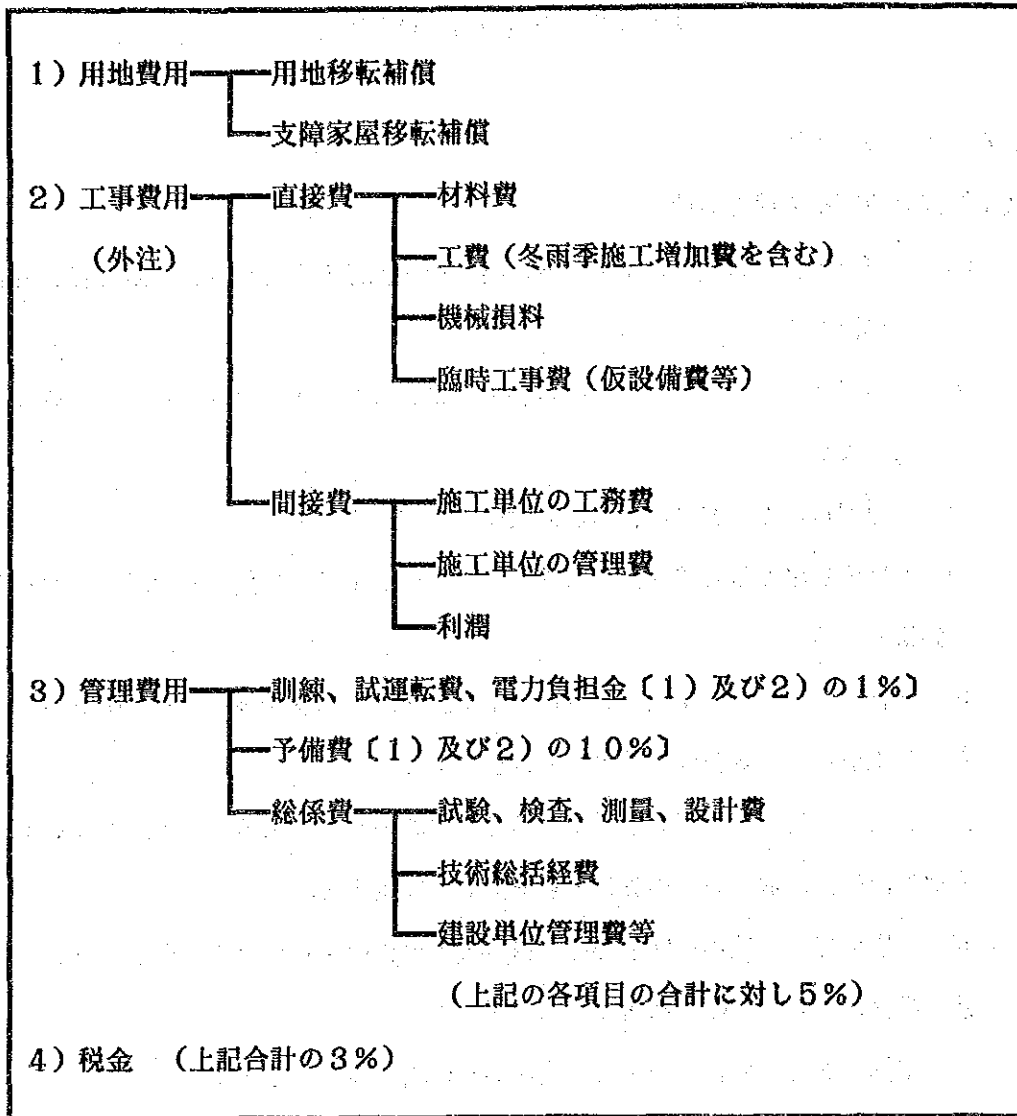 1)用地費用 用地移転補償
支障家屋移転補償
2)工事費用 直接費 材料費
(外注) 工費(冬雨季施工増加費を含む)
機械損料
臨時工事費(仮設備費等)
間接費 施工単位の工務費
施工単位の管理費
利潤
3)管理費用 訓練、試運転費、電力負担金〔1)及び2)の1%〕
予備費〔1)及び2)の10%〕
総係費 試験、検査、測量、設計費
技術総括経費
建設単位管理費等
(上記の各項目の合計に対し5%)
4)税金 (上記合計の3%)